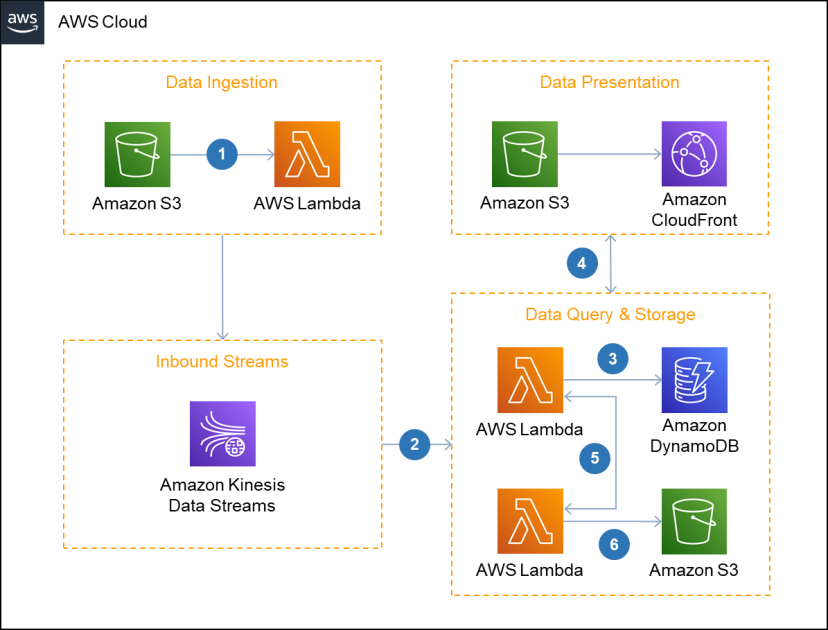 aws
AWS Cloud
Data Ingestion
1
Amazon S3
AWS Lambda
Data Presentation
Amazon S3
Amazon
CloudFront
4
Inbound Streams
Amazon Kinesis
Data Streams
2
Data Query & Storage
3
AWS Lambda
Amazon
DynamoDB
5
AWS Lambda
6
Amazon S3